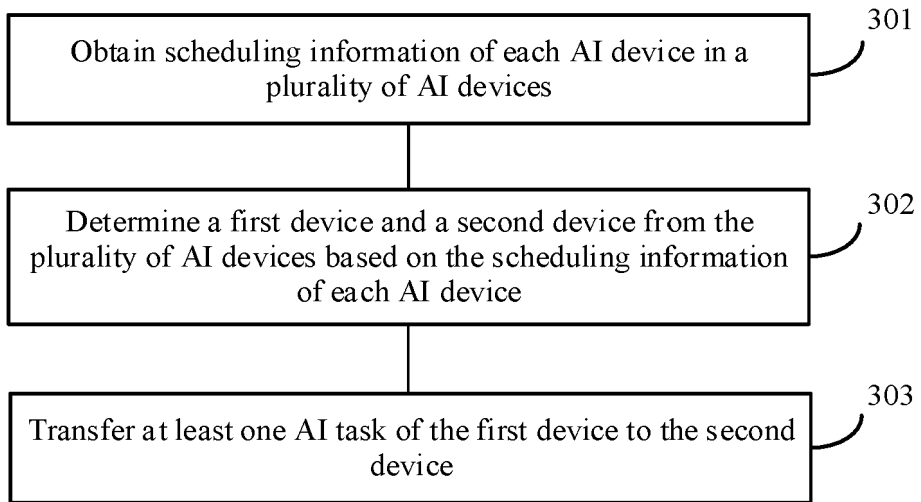 301
Obtain scheduling information of each AI device in a
plurality of AI devices
302
Determine a first device and a second device from the
plurality of AI devices based on the scheduling information
of each AI device
303
Transfer at least one AI task of the first device to the second
device